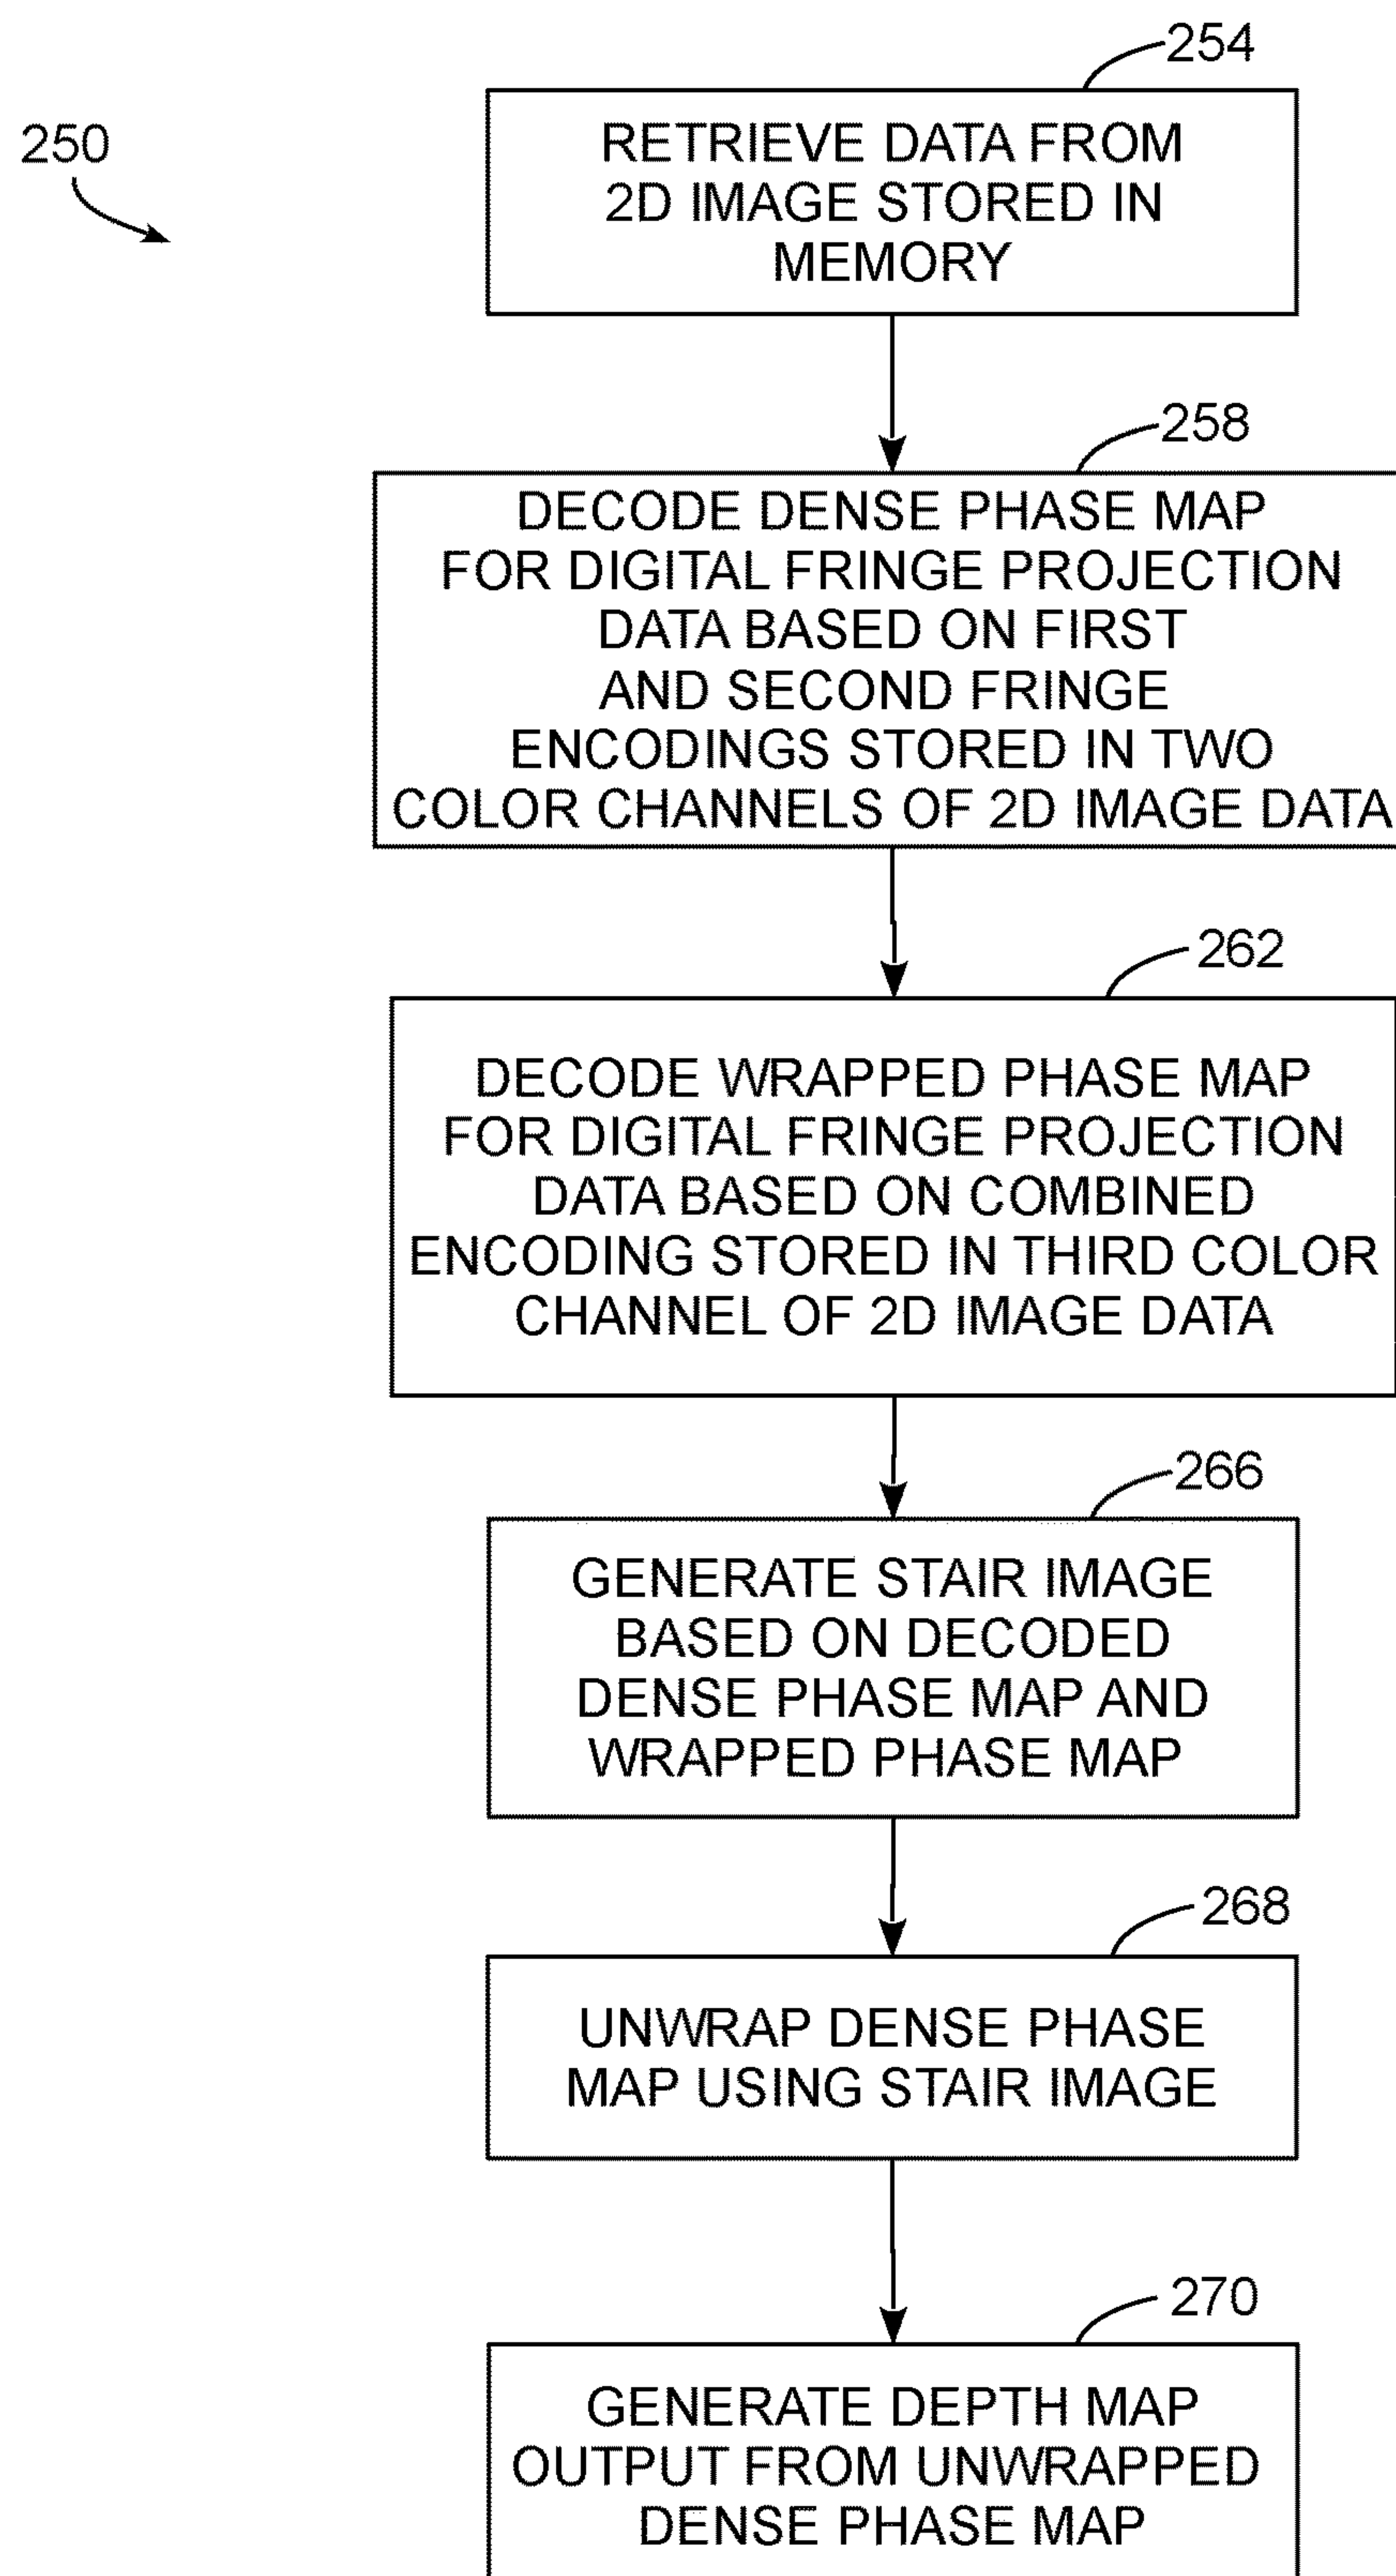 254
250
RETRIEVE DATA FROM
2D IMAGE STORED IN
MEMORY
258
DECODE DENSE PHASE MAP
FOR DIGITAL FRINGE PROJECTION
DATA BASED ON FIRST
AND SECOND FRINGE
ENCODINGS STORED IN TWO
COLOR CHANNELS OF 2D IMAGE DATA
262
DECODE WRAPPED PHASE MAP
FOR DIGITAL FRINGE PROJECTION
DATA BASED ON COMBINED
ENCODING STORED IN THIRD COLOR
CHANNEL OF 2D IMAGE DATA
266
GENERATE STAIR IMAGE
BASED ON DECODED
DENSE PHASE MAP AND
WRAPPED PHASE MAP
268
UNWRAP DENSE PHASE
MAP USING STAIR IMAGE
270
GENERATE DEPTH MAP
OUTPUT FROM UNWRAPPED
DENSE PHASE MAP